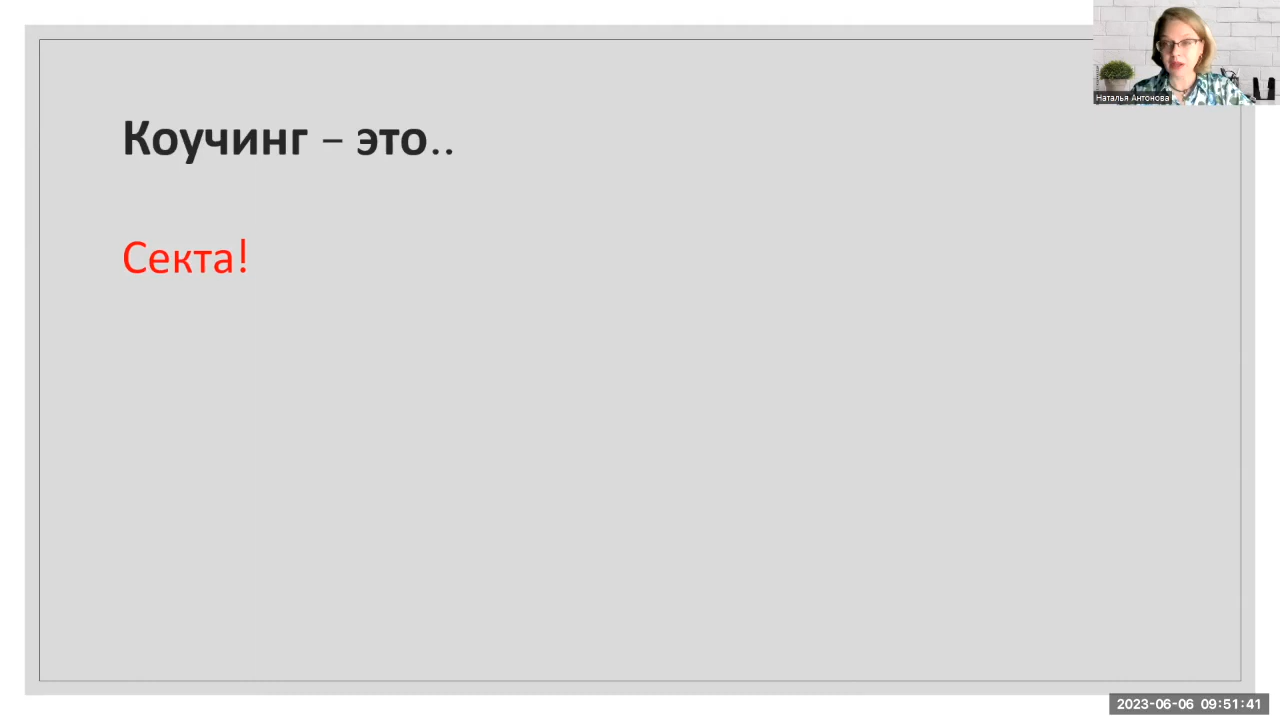 Наталья Антонова
Коучинг – это..
Секта!
2023-06-06 09:51:41